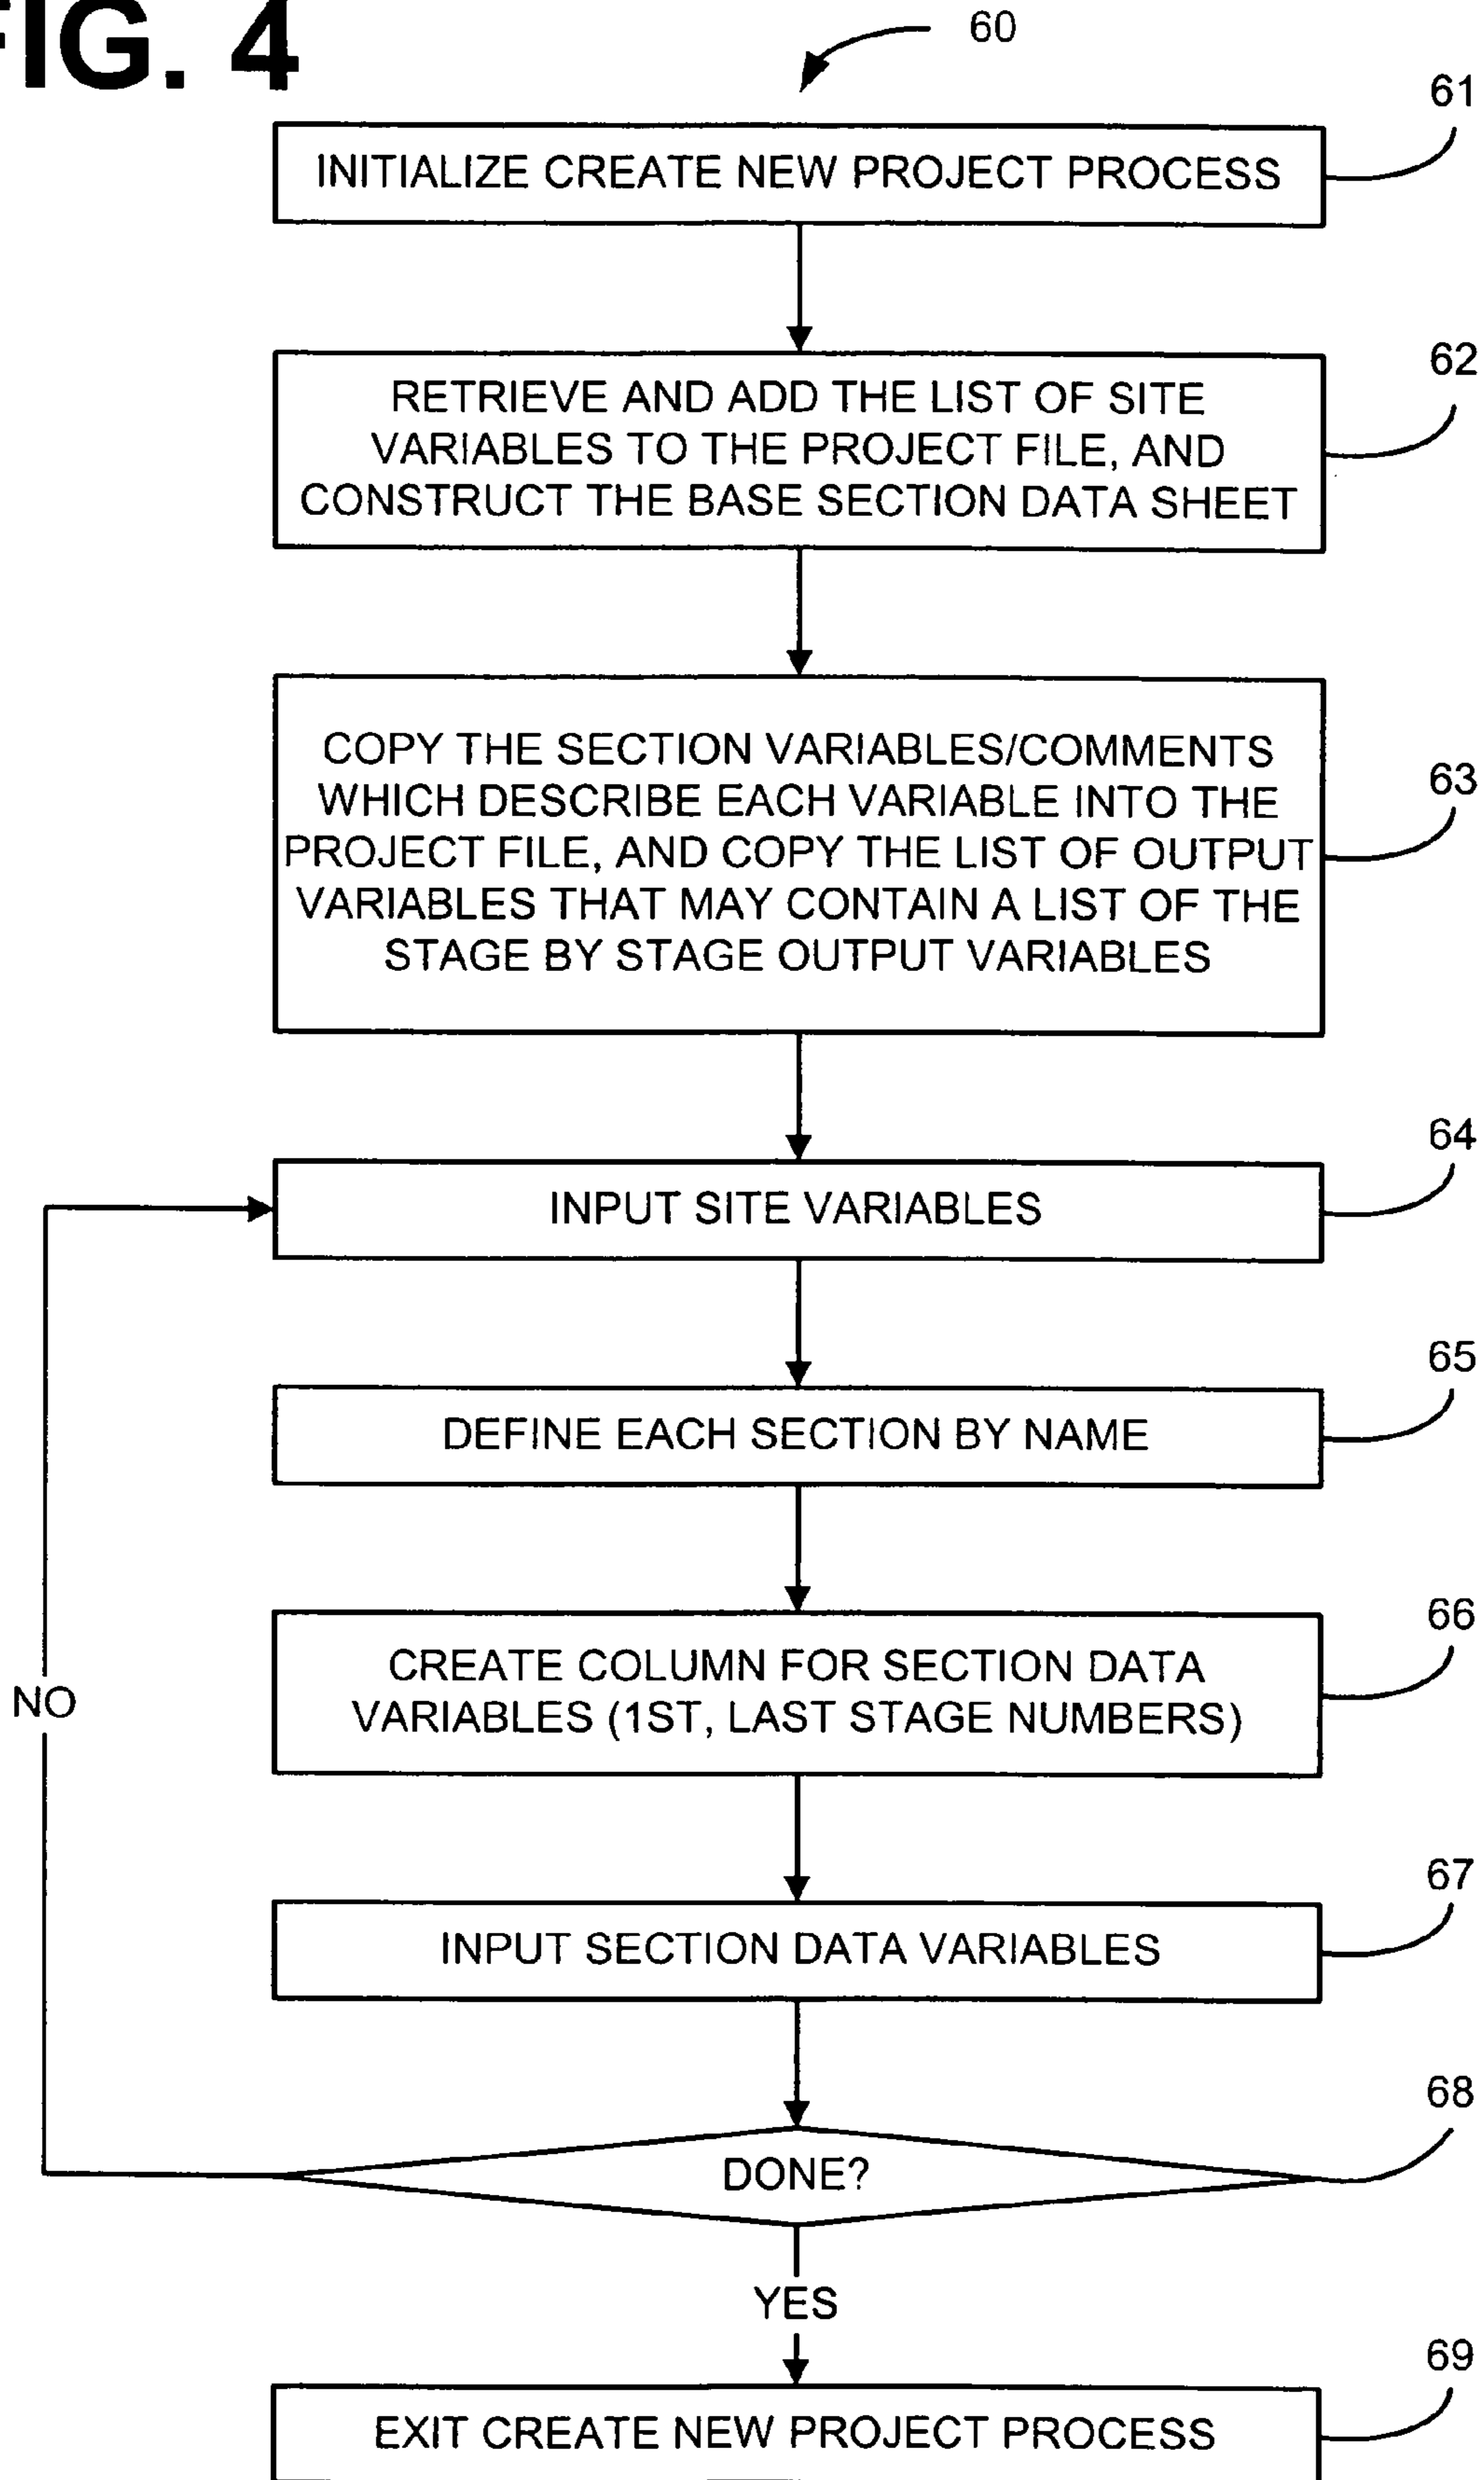 FIG. 4
60
61
INITIALIZE CREATE NEW PROJECT PROCESS
62
RETRIEVE AND ADD THE LIST OF SITE
VARIABLES TO THE PROJECT FILE, AND
CONSTRUCT THE BASE SECTION DATA SHEET
63
COPY THE SECTION VARIABLES/COMMENTS
WHICH DESCRIBE EACH VARIABLE INTO THE
PROJECT FILE, AND COPY THE LIST OF OUTPUT
VARIABLES THAT MAY CONTAIN A LIST OF THE
STAGE BY STAGE OUTPUT VARIABLES
64
INPUT SITE VARIABLES
65
DEFINE EACH SECTION BY NAME
66
CREATE COLUMN FOR SECTION DATA
VARIABLES (1ST, LAST STAGE NUMBERS)
NO
67
INPUT SECTION DATA VARIABLES
68
DONE?
YES
69
EXIT CREATE NEW PROJECT PROCESS